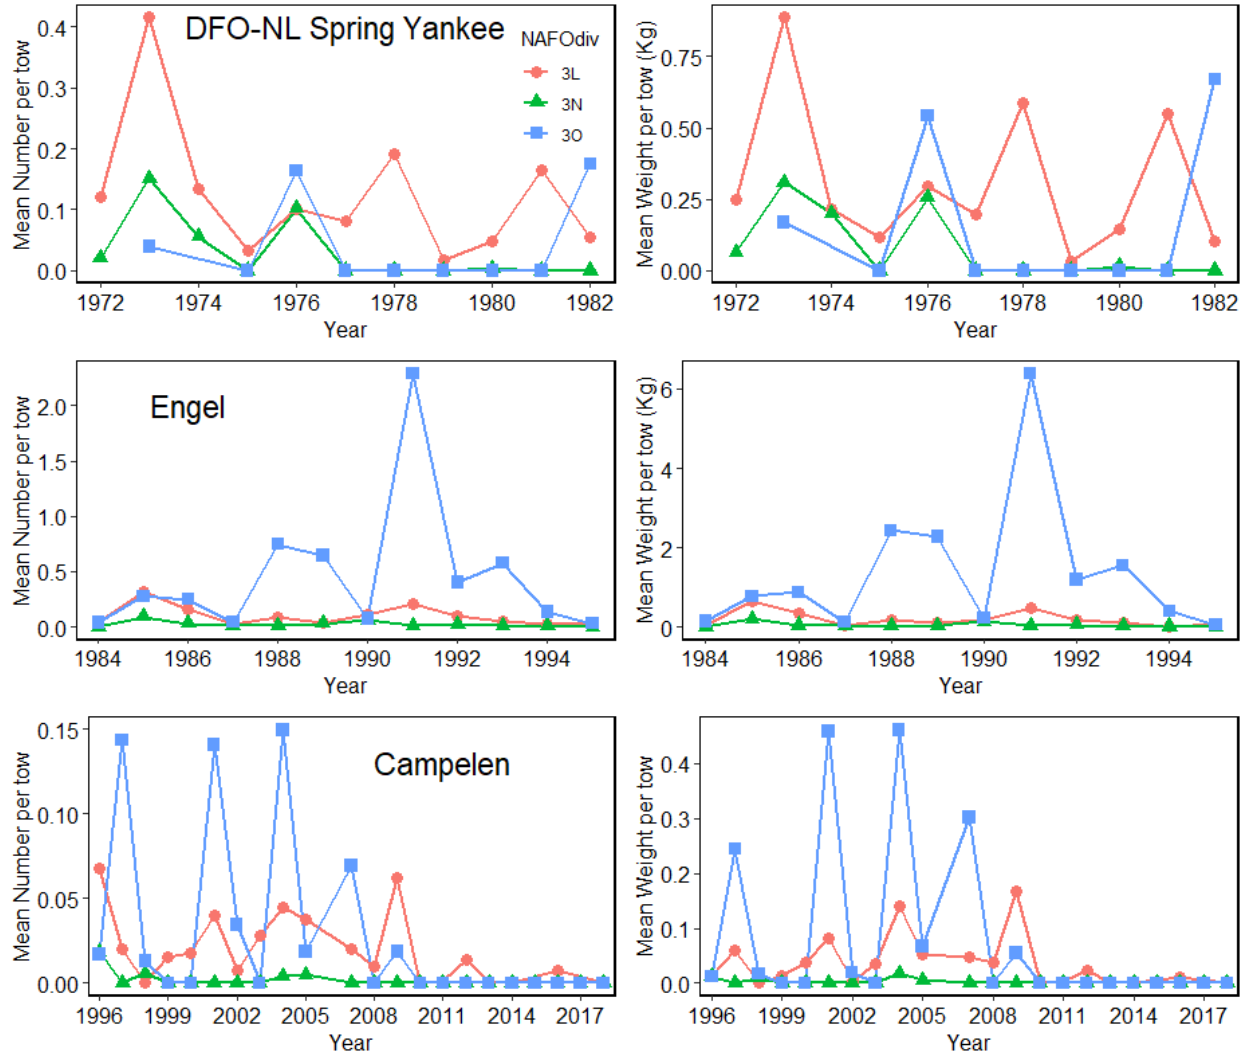 DFO-NL Spring Yankee
NAFOdiv
3L
3N
3O
Mean Number per tow
0.4
0.3
0.2
0.1
0.0
1972 1974 1976 1978 1980 1982
Year
Mean Weight per tow (Kg)
0.75
0.50
0.25
0.00
1972 1974 1976 1978 1980 1982
Year
Engel
Mean Number per tow
2.0
1.5
1.0
0.5
0.0
1984 1986 1988 1990 1992 1994
Year
Mean Weight per tow (Kg)
6
4
2
0
1984 1986 1988 1990 1992 1994
Year
Campelen
Mean Number per tow
0.15
0.10
0.05
0.00
1996 1999 2002 2005 2008 2011 2014 2017
Year
Mean Weight per tow
0.4
0.3
0.2
0.1
0.0
1996 1999 2002 2005 2008 2011 2014 2017
Year